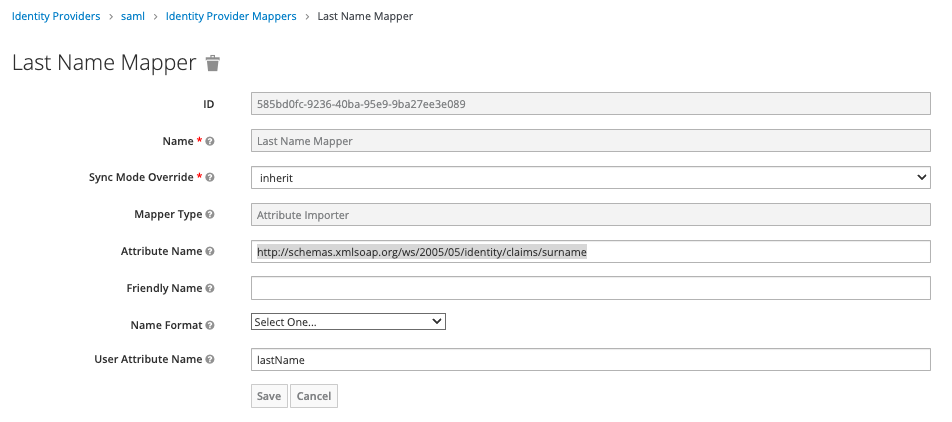 Identity Providers > saml > Identity Provider Mappers > Last Name Mapper
Last Name Mapper
ID 585bd0fc-9236-40ba-95e9-9ba27ee3e089
Name * Last Name Mapper
Sync Mode Override * inherit
Mapper Type Attribute Importer
Attribute Name http://schemas.xmlsoap.org/ws/2005/05/identity/claims/surname
Friendly Name
Name Format Select One...
User Attribute Name lastName
Save Cancel